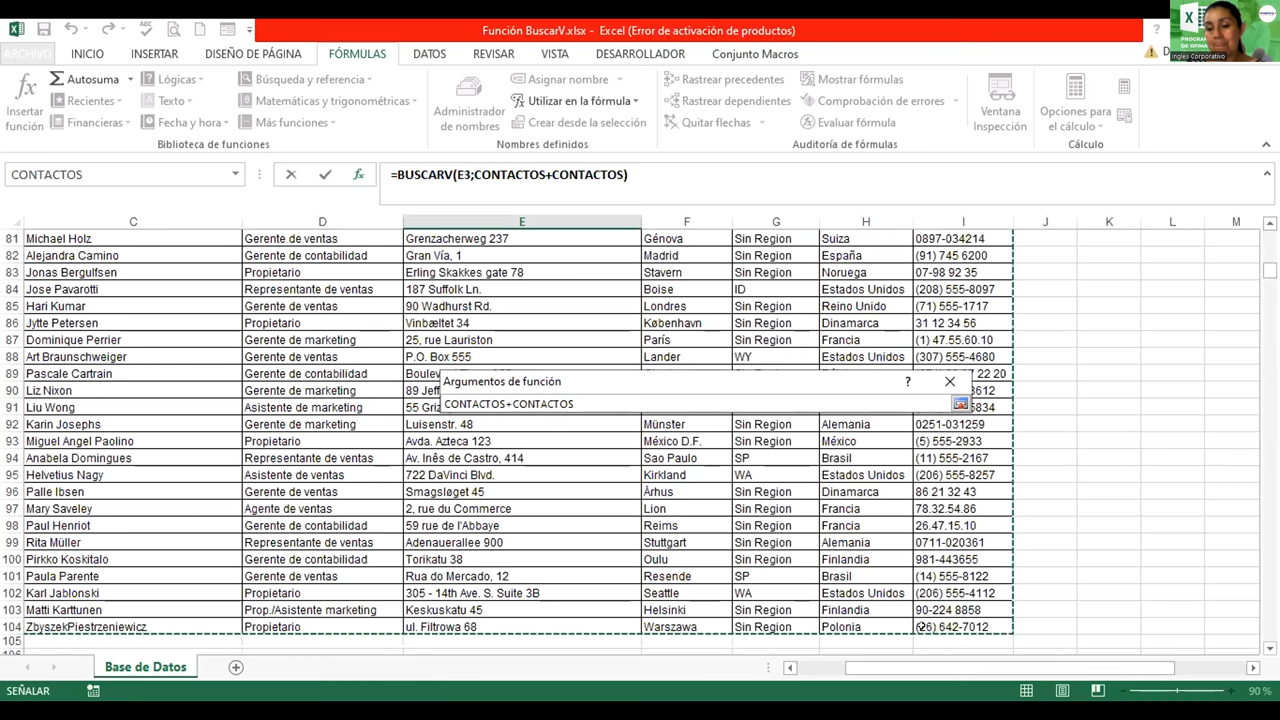 Función BuscarV.xlsx - Excel (Error de activación de productos)
PROGRAMA
DE OFIMÁ
Ingles Corporativo
ARCHIVO INICIO INSERTAR DISEÑO DE PÁGINA FÓRMULAS DATOS REVISAR VISTA DESARROLLADOR Conjunto Macros
fx Insertar función
Autosuma
Recientes
Financieras
Lógicas
Texto
Fecha y hora
Búsqueda y referencia
Matemáticas y trigonométricas
Más funciones
Biblioteca de funciones
Administrador de nombres
Asignar nombre
Utilizar en la fórmula
Crear desde la selección
Nombres definidos
Rastrear precedentes
Rastrear dependientes
Quitar flechas
Mostrar fórmulas
Comprobación de errores
Evaluar fórmula
Auditoría de fórmulas
Ventana Inspección
Opciones para el cálculo
Cálculo
CONTACTOS fx =BUSCARV(E3;CONTACTOS+CONTACTOS)
C D E F G H I J K L M
81 Michael Holz Gerente de ventas Grenzacherweg 237 Génova Sin Region Suiza 0897-034214
82 Alejandra Camino Gerente de contabilidad Gran Vía, 1 Madrid Sin Region España (91) 745 6200
83 Jonas Bergulfsen Propietario Erling Skakkes gate 78 Stavern Sin Region Noruega 07-98 92 35
84 Jose Pavarotti Representante de ventas 187 Suffolk Ln. Boise ID Estados Unidos (208) 555-8097
85 Hari Kumar Gerente de ventas 90 Wadhurst Rd. Londres Sin Region Reino Unido (71) 555-1717
86 Jytte Petersen Propietario Vinbæltet 34 København Sin Region Dinamarca 31 12 34 56
87 Dominique Perrier Gerente de marketing 25, rue Lauriston París Sin Region Francia (1) 47.55.60.10
88 Art Braunschweiger Gerente de ventas P.O. Box 555 Lander WY Estados Unidos (307) 555-4680
89 Pascale Cartrain Gerente de contabilidad Boulev
Argumentos de función ?
90 Liz Nixon Gerente de marketing 89 Jeff 3612
CONTACTOS+CONTACTOS
91 Liu Wong Asistente de marketing 55 Griz 5834
92 Karin Josephs Gerente de marketing Luisenstr. 48 Münster Sin Region Alemania 0251-031259
93 Miguel Angel Paolino Propietario Avda. Azteca 123 México D.F. Sin Region México (5) 555-2933
94 Anabela Domingues Representante de ventas Av. Inês de Castro, 414 Sao Paulo SP Brasil (11) 555-2167
95 Helvetius Nagy Asistente de ventas 722 DaVinci Blvd. Kirkland WA Estados Unidos (206) 555-8257
96 Palle Ibsen Gerente de ventas Smagsløget 45 Århus Sin Region Dinamarca 86 21 32 43
97 Mary Saveley Agente de ventas 2, rue du Commerce Lion Sin Region Francia 78.32.54.86
98 Paul Henriot Gerente de contabilidad 59 rue de l'Abbaye Reims Sin Region Francia 26.47.15.10
99 Rita Müller Representante de ventas Adenauerallee 900 Stuttgart Sin Region Alemania 0711-020361
100 Pirkko Koskitalo Gerente de contabilidad Torikatu 38 Oulu Sin Region Finlandia 981-443655
101 Paula Parente Gerente de ventas Rua do Mercado, 12 Resende SP Brasil (14) 555-8122
102 Karl Jablonski Propietario 305 - 14th Ave. S. Suite 3B Seattle WA Estados Unidos (206) 555-4112
103 Matti Karttunen Prop./Asistente marketing Keskuskatu 45 Helsinki Sin Region Finlandia 90-224 8858
104 ZbyszekPiestrzeniewicz Propietario ul. Filtrowa 68 Warszawa Sin Region Polonia (26) 642-7012
105
Base de Datos
SEÑALAR 90 %